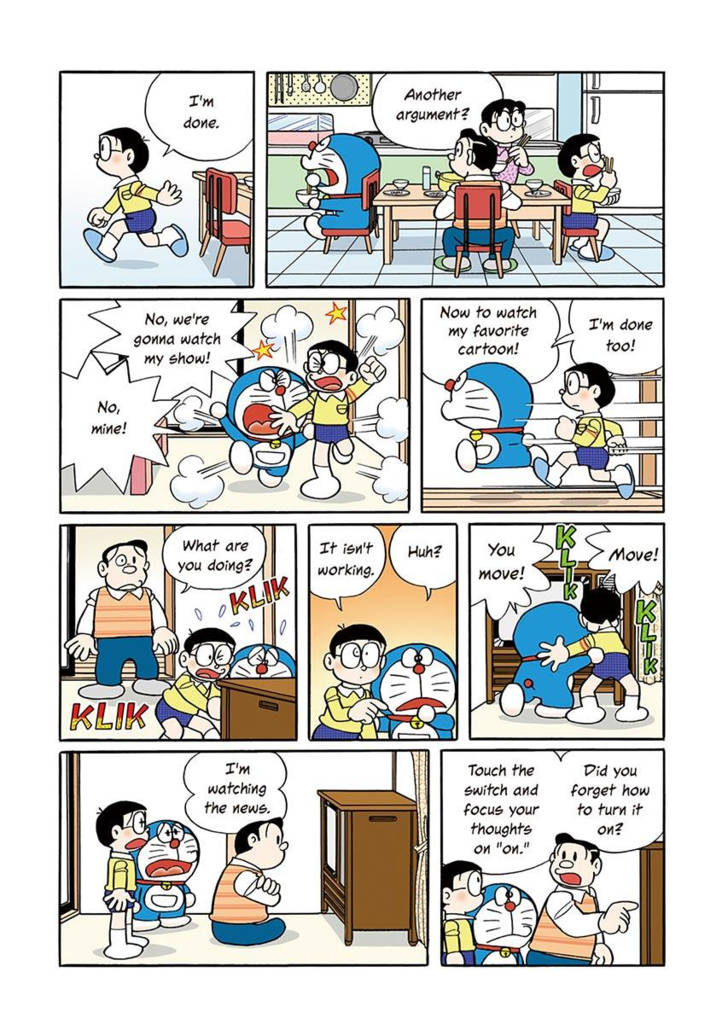 Another
argument?
I'm
done.
I'm done
too!
Now to watch
my favorite
cartoon!
No, we're
gonna watch
my show!
No,
mine!
Move!
KLIK
KLIK
You
move!
Huh?
It isn't
working.
What are
you doing?
KLIK
KLIK
Did you
forget how
to turn it
on?
Touch the
switch and
focus your
thoughts
on "on."
I'm
watching
the news.